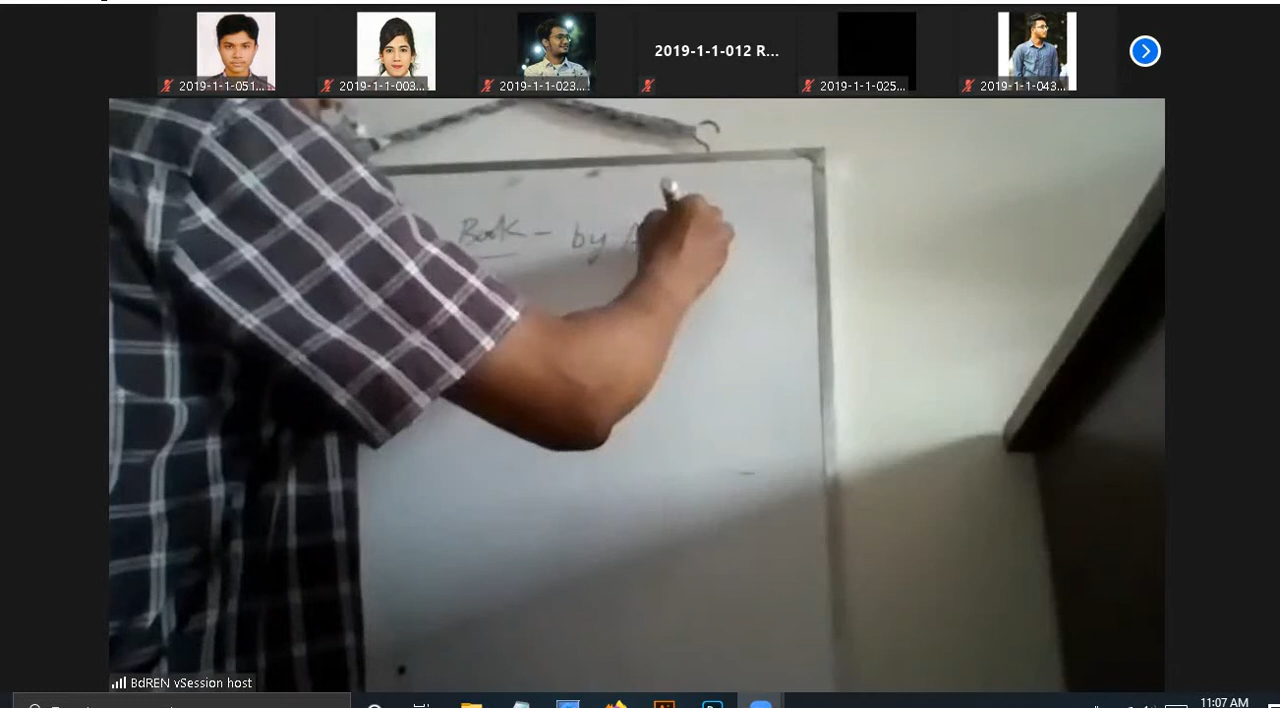 2019-1-1-051...
2019-1-1-003...
2019-1-1-023...
2019-1-1-012 R...
2019-1-1-025...
2019-1-1-043...
Book - by A
BdREN vSession host
11:07 AM